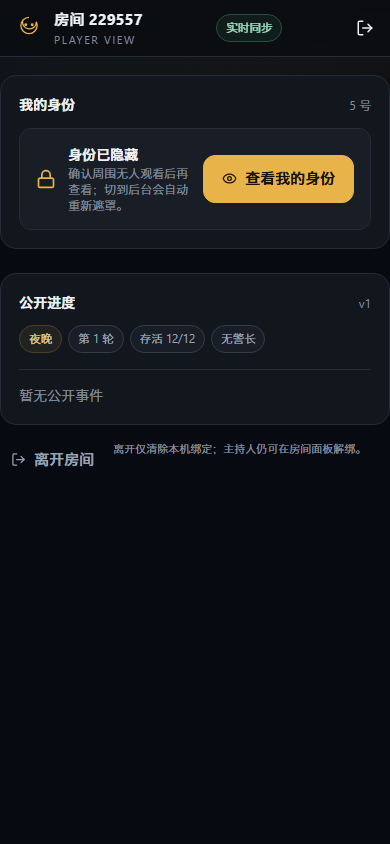 房间 229557
PLAYER VIEW
实时同步
我的身份
5 号
身份已隐藏
确认周围无人观看后再
查看；切到后台会自动
重新遮罩。
查看我的身份
公开进度
v1
夜晚
第 1 轮
存活 12/12
无警长
暂无公开事件
离开房间
离开仅清除本机绑定；主持人仍可在房间面板解绑。